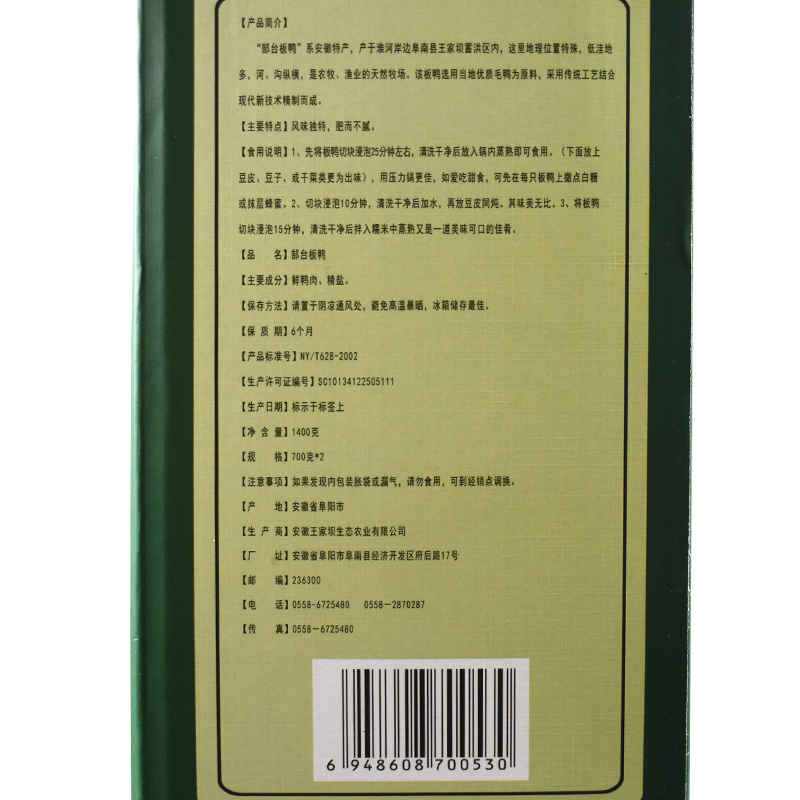 【产品简介】
“郜台板鸭”系安徽特产，产于淮河岸边阜南县王家坝蓄洪区内，这里地理位置特殊，低洼地
多，河、沟纵横，是农牧、渔业的天然牧场。该板鸭选用当地优质毛鸭为原料，采用传统工艺结合
现代新技术精制而成。
【主要特点】风味独特，肥而不腻。
【食用说明】1、先将板鸭切块浸泡25分钟左右，清洗干净后放入锅内蒸熟即可食用。（下面放上
豆皮、豆子、或干菜类更为出味），用压力锅更佳，如爱吃甜食，可先在每只板鸭上撒点白糖
或抹层蜂蜜。2、切块浸泡10分钟，清洗干净后加水，再放豆皮同炖。其味美无比。3、将板鸭
切块浸泡15分钟，清洗干净后拌入糯米中蒸熟又是一道美味可口的佳肴。
【品 名】郜台板鸭
【主要成分】鲜鸭肉、精盐。
【保存方法】请置于阴凉通风处，避免高温暴晒，冰箱储存最佳。
【保 质 期】6个月
【产品标准号】NY/T628-2002
【生产许可证编号】SC10134122505111
【生产日期】标示于标签上
【净 含 量】1400克
【规 格】700克*2
【注意事项】如果发现内包装胀袋或漏气，请勿食用，可到经销点调换。
【产 地】安徽省阜阳市
【生 产 商】安徽王家坝生态农业有限公司
【厂 址】安徽省阜阳市阜南县经济开发区府后路17号
【邮 编】236300
【电 话】0558-6725480 0558-2870287
【传 真】0558-6725480
6 948608 700530